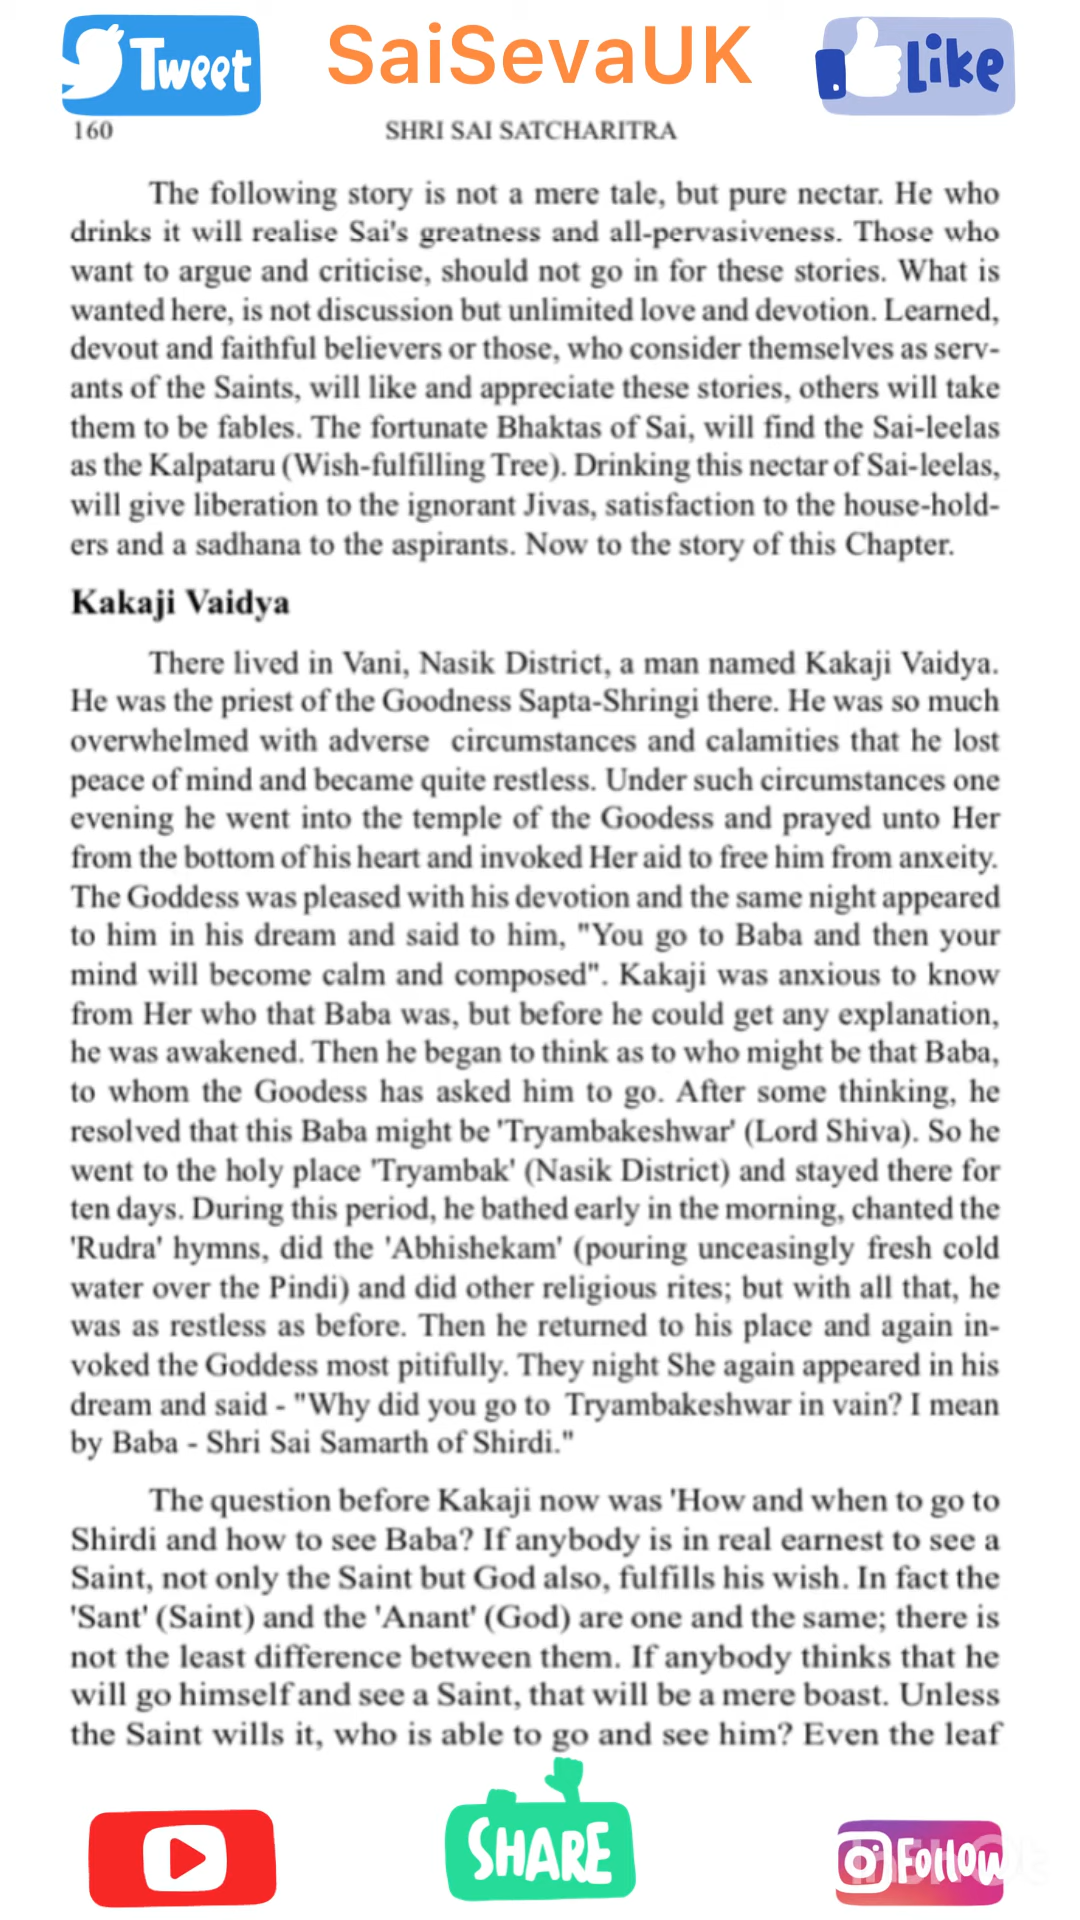 Tweet SaiSevaUK Like
160 SHRI SAI SATCHARITRA
The following story is not a mere tale, but pure nectar. He who
drinks it will realise Sai's greatness and all-pervasiveness. Those who
want to argue and criticise, should not go in for these stories. What is
wanted here, is not discussion but unlimited love and devotion. Learned,
devout and faithful believers or those, who consider themselves as serv-
ants of the Saints, will like and appreciate these stories, others will take
them to be fables. The fortunate Bhaktas of Sai, will find the Sai-leelas
as the Kalpataru (Wish-fulfilling Tree). Drinking this nectar of Sai-leelas,
will give liberation to the ignorant Jivas, satisfaction to the house-hold-
ers and a sadhana to the aspirants. Now to the story of this Chapter.
Kakaji Vaidya
There lived in Vani, Nasik District, a man named Kakaji Vaidya.
He was the priest of the Goodness Sapta-Shringi there. He was so much
overwhelmed with adverse circumstances and calamities that he lost
peace of mind and became quite restless. Under such circumstances one
evening he went into the temple of the Goodess and prayed unto Her
from the bottom of his heart and invoked Her aid to free him from anxeity.
The Goddess was pleased with his devotion and the same night appeared
to him in his dream and said to him, "You go to Baba and then your
mind will become calm and composed". Kakaji was anxious to know
from Her who that Baba was, but before he could get any explanation,
he was awakened. Then he began to think as to who might be that Baba,
to whom the Goodess has asked him to go. After some thinking, he
resolved that this Baba might be 'Tryambakeshwar' (Lord Shiva). So he
went to the holy place 'Tryambak' (Nasik District) and stayed there for
ten days. During this period, he bathed early in the morning, chanted the
'Rudra' hymns, did the 'Abhishekam' (pouring unceasingly fresh cold
water over the Pindi) and did other religious rites; but with all that, he
was as restless as before. Then he returned to his place and again in-
voked the Goddess most pitifully. They night She again appeared in his
dream and said - "Why did you go to Tryambakeshwar in vain? I mean
by Baba - Shri Sai Samarth of Shirdi."
The question before Kakaji now was 'How and when to go to
Shirdi and how to see Baba? If anybody is in real earnest to see a
Saint, not only the Saint but God also, fulfills his wish. In fact the
'Sant' (Saint) and the 'Anant' (God) are one and the same; there is
not the least difference between them. If anybody thinks that he
will go himself and see a Saint, that will be a mere boast. Unless
the Saint wills it, who is able to go and see him? Even the leaf
SHARE Follow